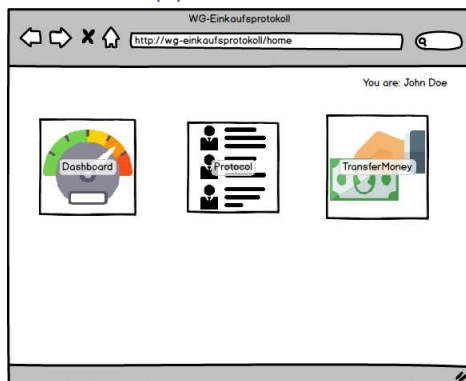 WG-Einkaufsprotokoll
http://wg-einkaufsprotokoll/home
You are: John Doe
Dashboard
Protocol
TransferMoney